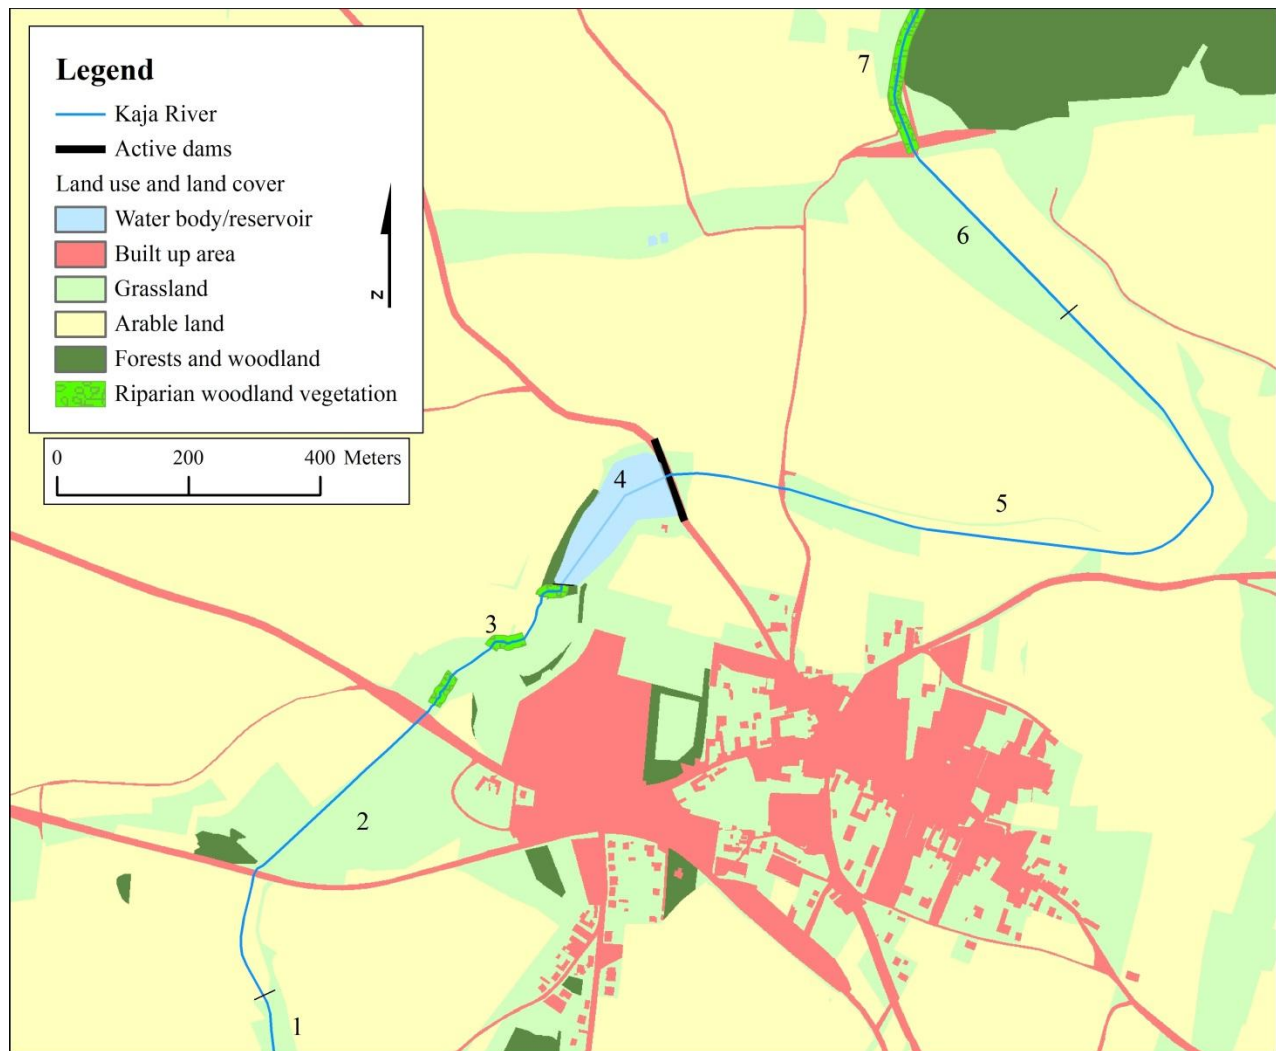 Legend
Kaja River
Active dams
Land use and land cover
Water body/reservoir
Built up area
Grassland
Arable land
Forests and woodland
Riparian woodland vegetation
N
0 200 400 Meters
7
6
4
5
3
2
1